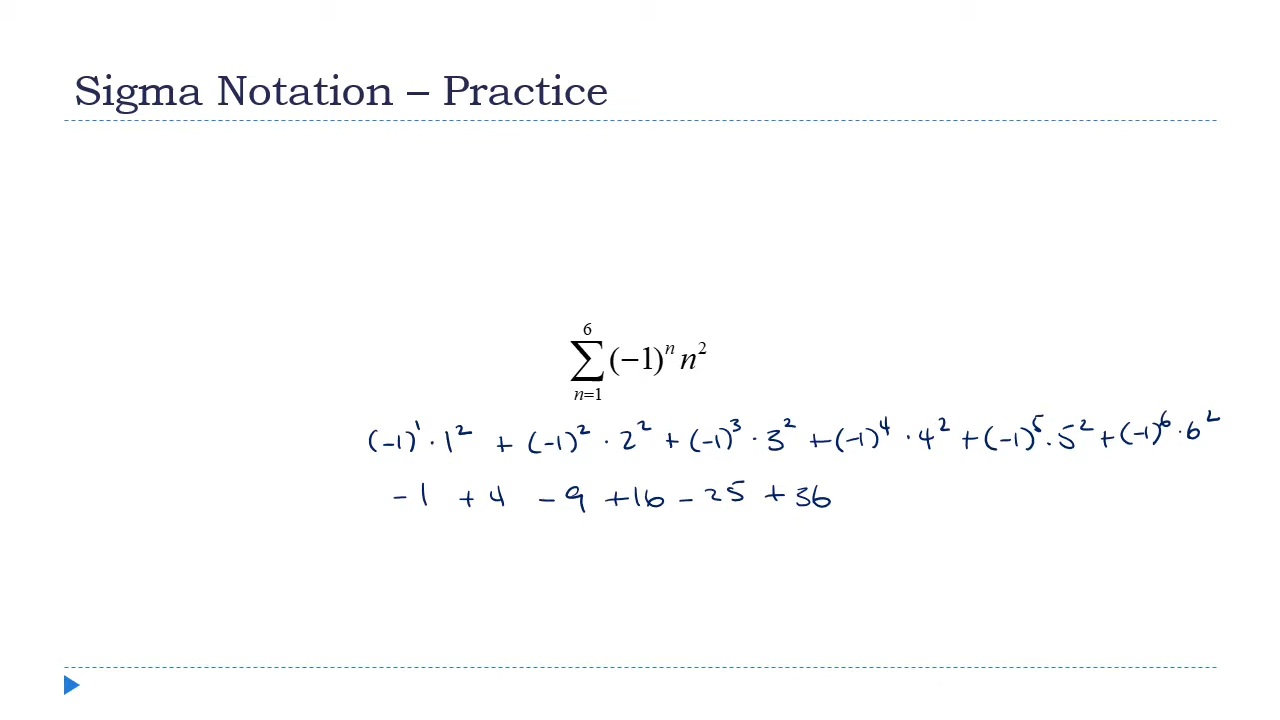 Sigma Notation – Practice
6
∑ (−1)ⁿ n²
n=1
(-1)¹ · 1² + (-1)² · 2² + (-1)³ · 3² + (-1)⁴ · 4² + (-1)⁵ · 5² + (-1)⁶ · 6²
-1 + 4 - 9 + 16 - 25 + 36